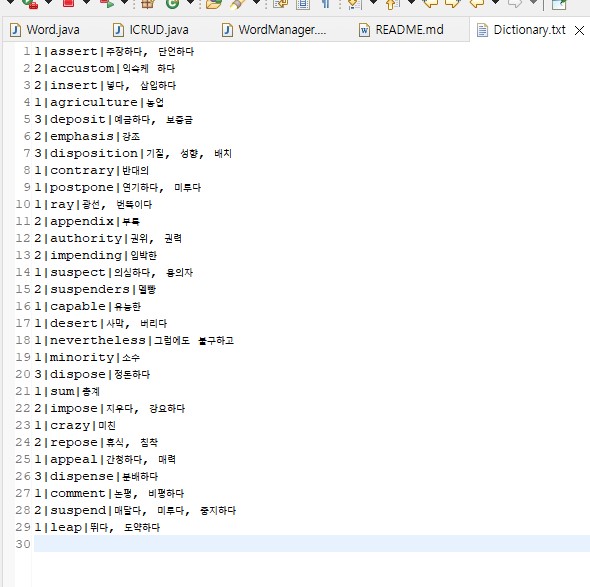 Word.java ICRUD.java WordManager.... README.md Dictionary.txt
1 1|assert|주장하다, 단언하다
2 2|accustom|익숙케 하다
3 2|insert|넣다, 삽입하다
4 1|agriculture|농업
5 3|deposit|예금하다, 보증금
6 2|emphasis|강조
7 3|disposition|기질, 성향, 배치
8 1|contrary|반대의
9 1|postpone|연기하다, 미루다
10 1|ray|광선, 번뜩이다
11 2|appendix|부록
12 2|authority|권위, 권력
13 2|impending|임박한
14 1|suspect|의심하다, 용의자
15 2|suspenders|멜빵
16 1|capable|유능한
17 1|desert|사막, 버리다
18 1|nevertheless|그럼에도 불구하고
19 1|minority|소수
20 3|dispose|정돈하다
21 1|sum|총계
22 2|impose|지우다, 강요하다
23 1|crazy|미친
24 2|repose|휴식, 침착
25 1|appeal|간청하다, 매력
26 3|dispense|분배하다
27 1|comment|논평, 비평하다
28 2|suspend|매달다, 미루다, 중지하다
29 1|leap|뛰다, 도약하다
30